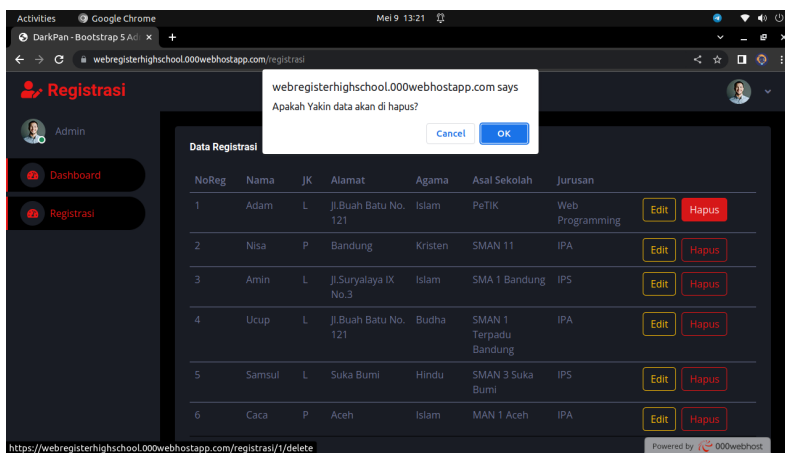 Activities Google Chrome Mei 9 13:21
DarkPan - Bootstrap 5 Ad
webregisterhighschool.000webhostapp.com/registrasi
webregisterhighschool.000webhostapp.com says
Apakah Yakin data akan di hapus?
Cancel OK
Registrasi
Admin
Dashboard
Registrasi
Data Registrasi
NoReg Nama JK Alamat Agama Asal Sekolah Jurusan
1 Adam L Jl.Buah Batu No. 121 Islam PeTIK Web Programming Edit Hapus
2 Nisa P Bandung Kristen SMAN 11 IPA Edit Hapus
3 Amin L Jl.Suryalaya IX No.3 Islam SMA 1 Bandung IPS Edit Hapus
4 Ucup L Jl.Buah Batu No. 121 Budha SMAN 1 Terpadu Bandung IPA Edit Hapus
5 Samsul L Suka Bumi Hindu SMAN 3 Suka Bumi IPS Edit Hapus
6 Caca P Aceh Islam MAN 1 Aceh IPA Edit Hapus
https://webregisterhighschool.000webhostapp.com/registrasi/1/delete
Powered by 000webhost